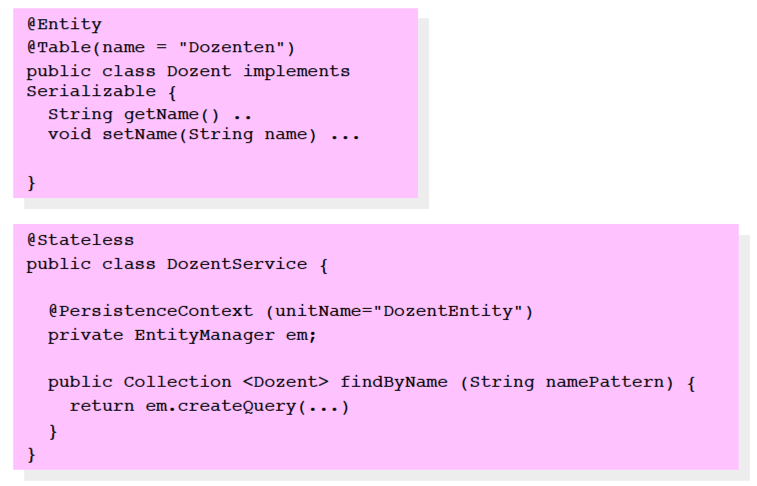 @Entity
@Table(name = "Dozenten")
public class Dozent implements
Serializable {
String getName() ..
void setName(String name) ...
}
@Stateless
public class DozentService {
@PersistenceContext (unitName="DozentEntity")
private EntityManager em;
public Collection <Dozent> findByName (String namePattern) {
return em.createQuery(...)
}
}